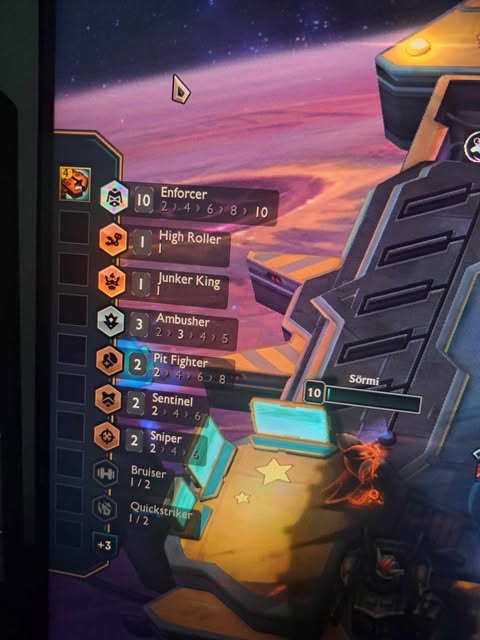 4
10 Enforcer
2 › 4 › 6 › 8 › 10
1 High Roller
1
1 Junker King
1
3 Ambusher
2 › 3 › 4 › 5
2 Pit Fighter
2 › 4 › 6 › 8
2 Sentinel
2 › 4 › 6
2 Sniper
2 › 4 › 6
Bruiser
1 / 2
Quickstriker
1 / 2
+3
Sörmi
10